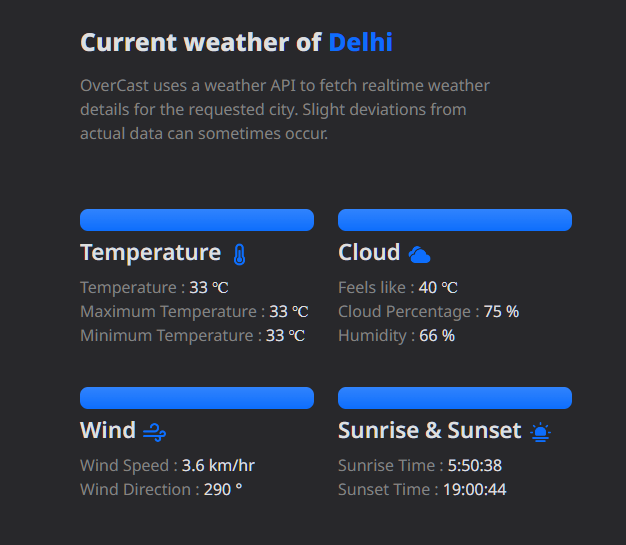 Current weather of Delhi
OverCast uses a weather API to fetch realtime weather
details for the requested city. Slight deviations from
actual data can sometimes occur.
Temperature
Temperature : 33 ℃
Maximum Temperature : 33 ℃
Minimum Temperature : 33 ℃
Cloud
Feels like : 40 ℃
Cloud Percentage : 75 %
Humidity : 66 %
Wind
Wind Speed : 3.6 km/hr
Wind Direction : 290 °
Sunrise & Sunset
Sunrise Time : 5:50:38
Sunset Time : 19:00:44